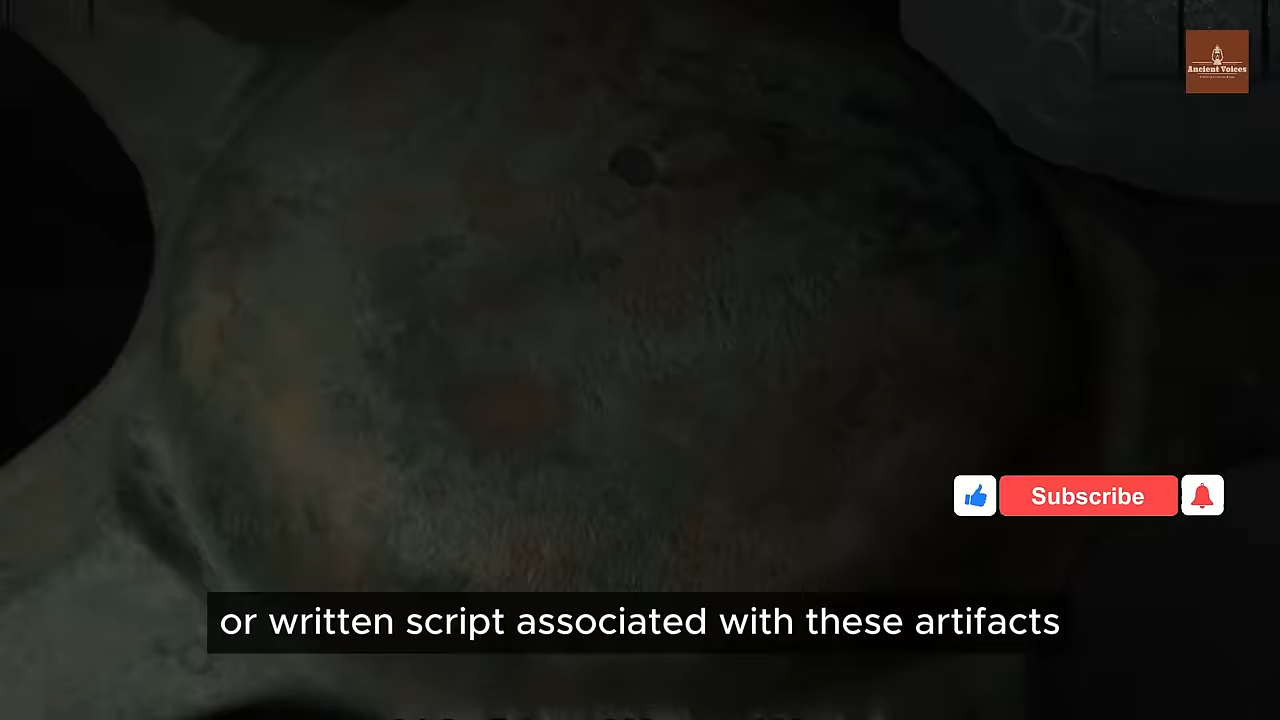 Ancient Voices
Subscribe
or written script associated with these artifacts